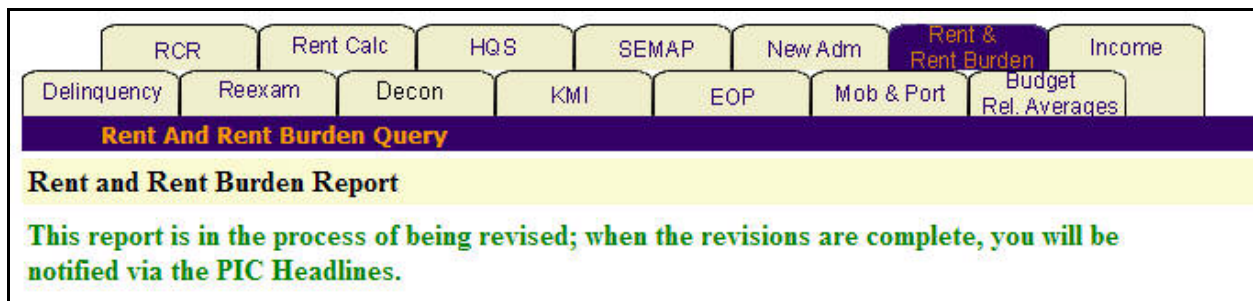 RCR Rent Calc HQS SEMAP New Adm Rent & Rent Burden Income
Delinquency Reexam Decon KMI EOP Mob & Port Budget Rel. Averages
Rent And Rent Burden Query
Rent and Rent Burden Report
This report is in the process of being revised; when the revisions are complete, you will be
notified via the PIC Headlines.